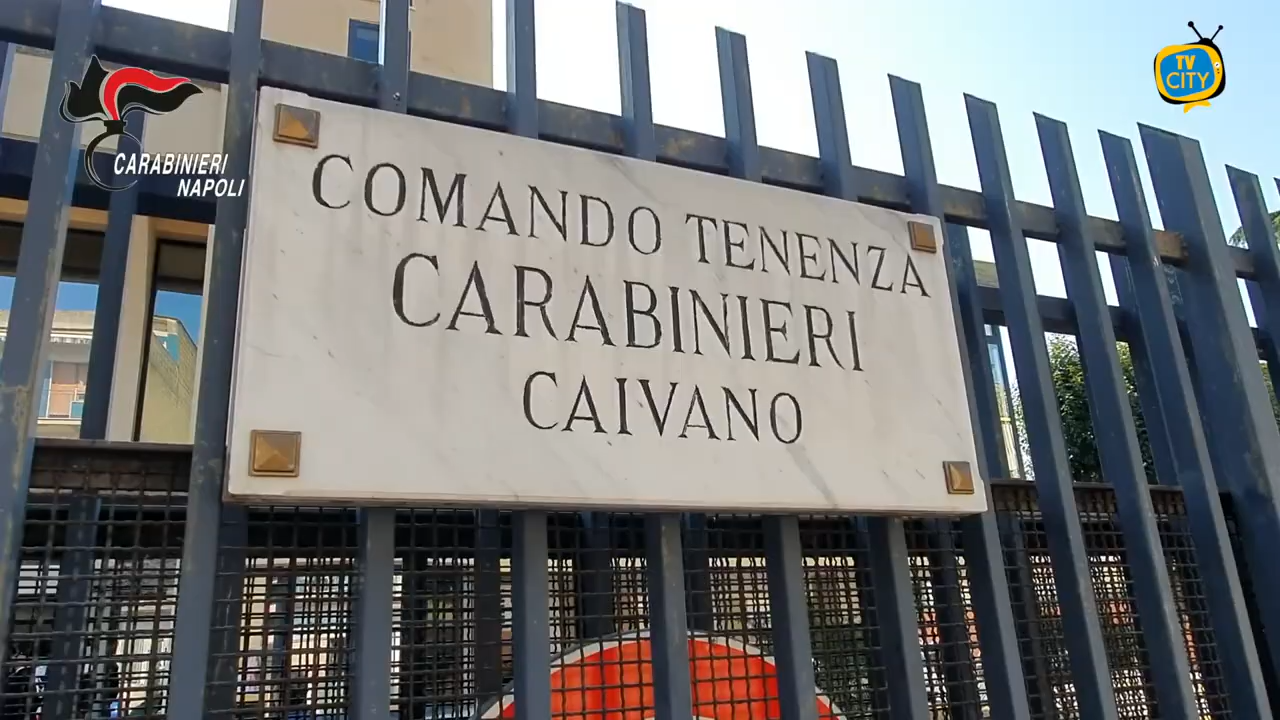 TV
CITY
CARABINIERI
NAPOLI
COMANDO TENENZA
CARABINIERI
CAIVANO